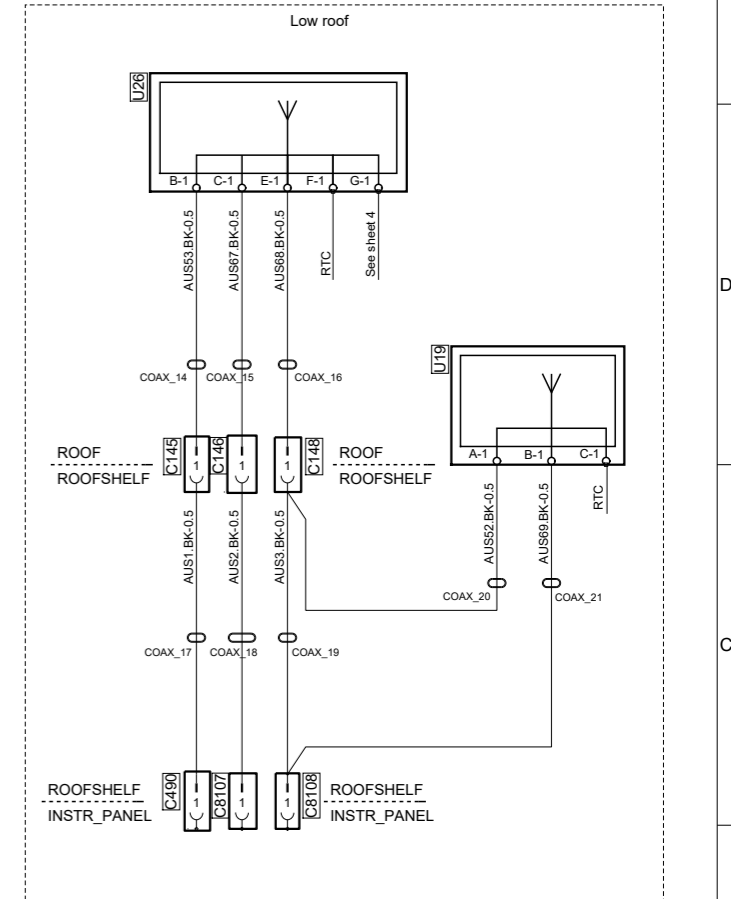 Low roof
U26
B-1 C-1 E-1 F-1 G-1
AUS53.BK-0.5
AUS67.BK-0.5
AUS68.BK-0.5
RTC
See sheet 4
D
U19
COAX_14 COAX_15 COAX_16
A-1 B-1 C-1
ROOF
ROOFSHELF
C145
1
C146
1
1
C148
ROOF
ROOFSHELF
AUS1.BK-0.5
AUS2.BK-0.5
AUS3.BK-0.5
AUS52.BK-0.5
AUS69.BK-0.5
RTC
COAX_20 COAX_21
COAX_17 COAX_18 COAX_19
C
ROOFSHELF
INSTR_PANEL
C490
1
C8107
1
1
C8108
ROOFSHELF
INSTR_PANEL